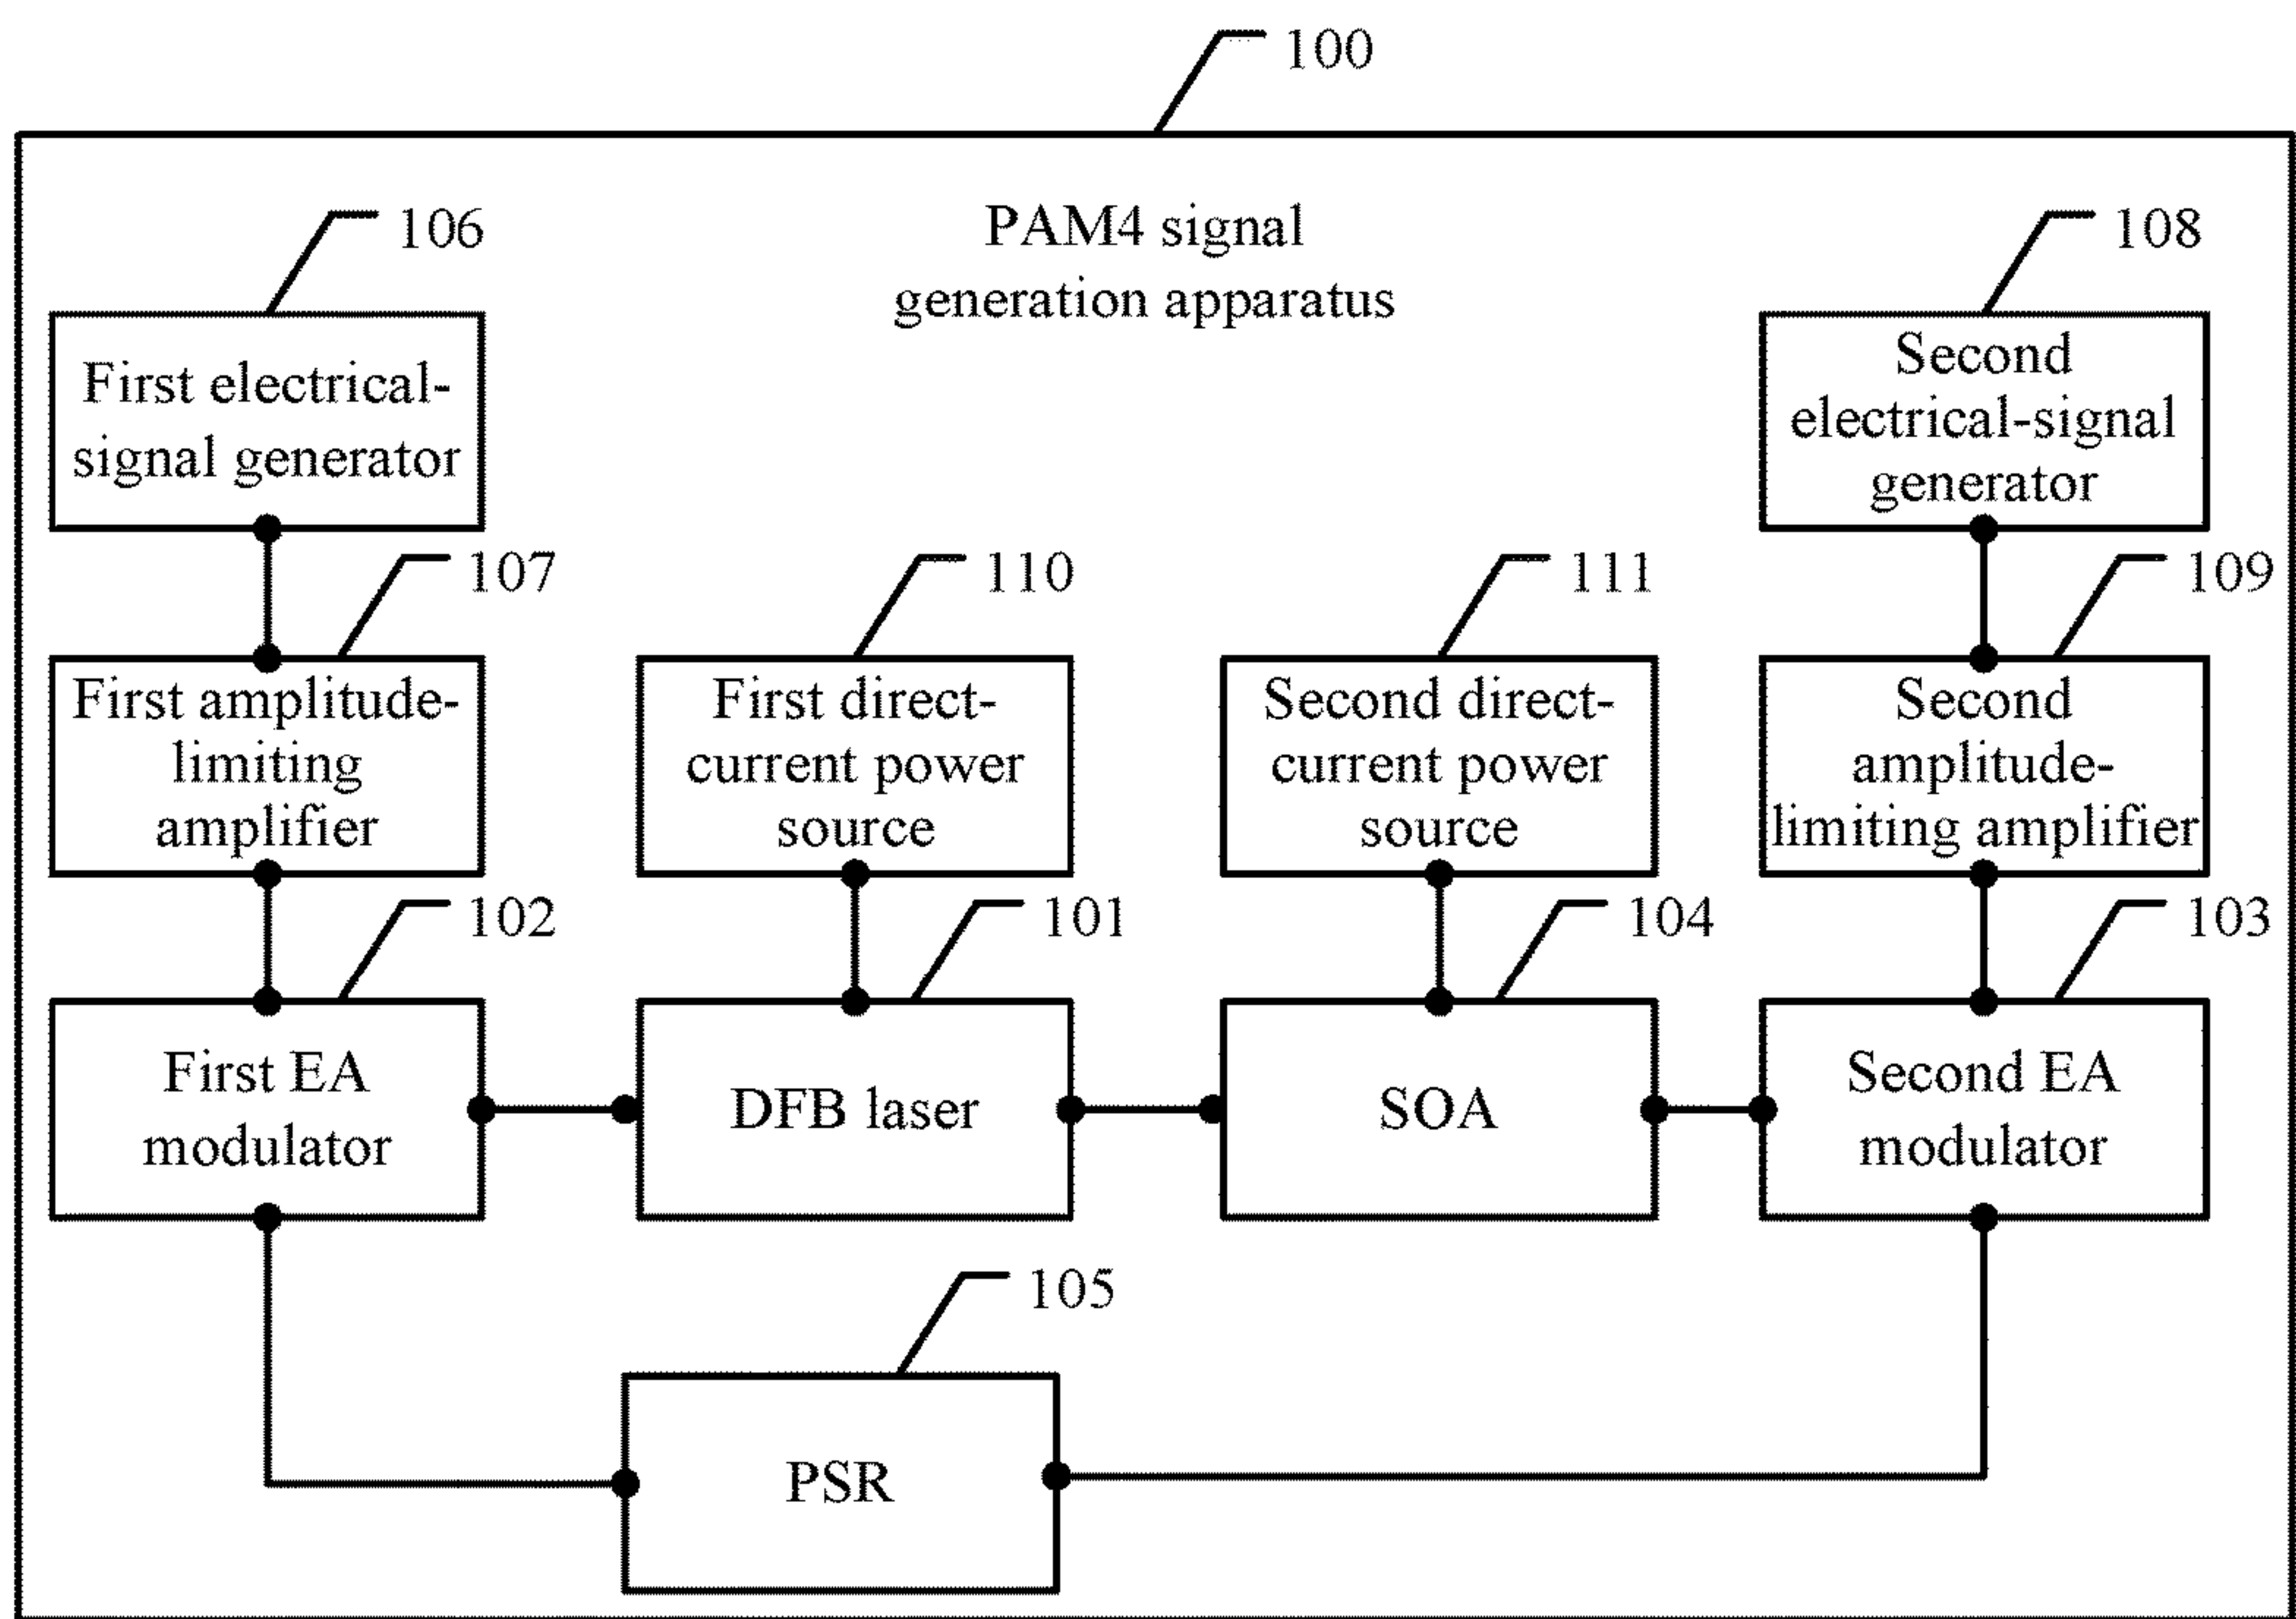 100
PAM4 signal
generation apparatus
106
108
First electrical-
signal generator
Second
electrical-signal
generator
107
110
111
109
First amplitude-
limiting
amplifier
First direct-
current power
source
Second direct-
current power
source
Second
amplitude-
limiting amplifier
102
101
104
103
First EA
modulator
DFB laser
SOA
Second EA
modulator
105
PSR